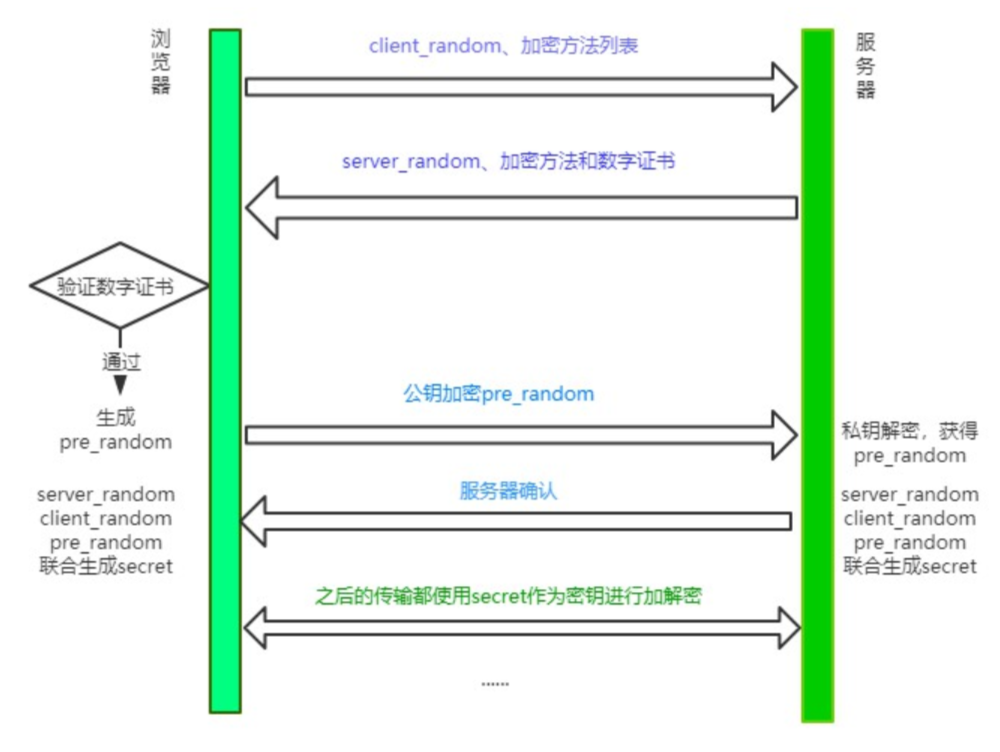 浏览器
服务器
client_random、加密方法列表
server_random、加密方法和数字证书
验证数字证书
通过
生成
pre_random
公钥加密pre_random
私钥解密，获得
pre_random
服务器确认
server_random
client_random
pre_random
联合生成secret
server_random
client_random
pre_random
联合生成secret
之后的传输都使用secret作为密钥进行加解密
......